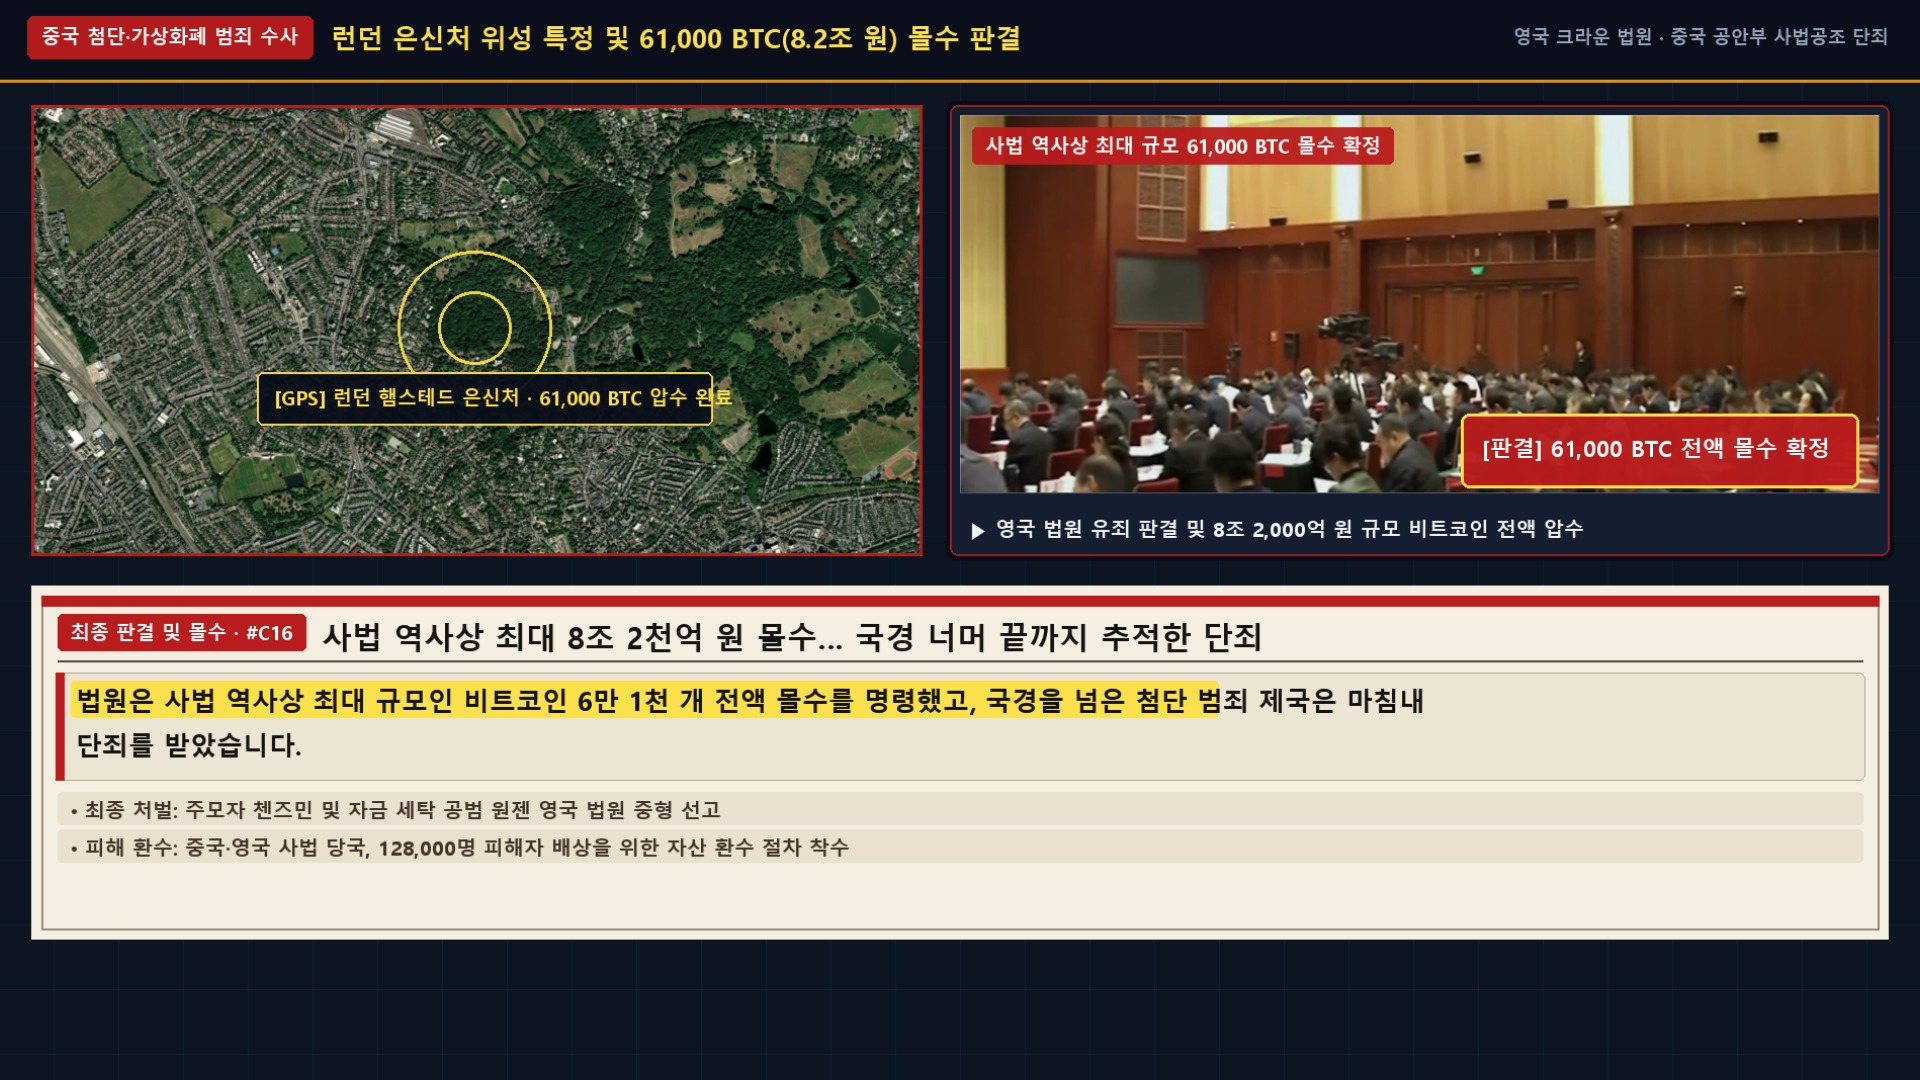 중국 첨단·가상화폐 범죄 수사
런던 은신처 위성 특정 및 61,000 BTC(8.2조 원) 몰수 판결
영국 크라운 법원 · 중국 공안부 사법공조 단죄
[GPS] 런던 햄스테드 은신처 · 61,000 BTC 압수 완료
사법 역사상 최대 규모 61,000 BTC 몰수 확정
[판결] 61,000 BTC 전액 몰수 확정
▶ 영국 법원 유죄 판결 및 8조 2,000억 원 규모 비트코인 전액 압수
최종 판결 및 몰수 · #C16
사법 역사상 최대 8조 2천억 원 몰수... 국경 너머 끝까지 추적한 단죄
법원은 사법 역사상 최대 규모인 비트코인 6만 1천 개 전액 몰수를 명령했고, 국경을 넘은 첨단 범죄 제국은 마침내
단죄를 받았습니다.
• 최종 처벌: 주모자 첸즈민 및 자금 세탁 공범 원젠 영국 법원 중형 선고
• 피해 환수: 중국·영국 사법 당국, 128,000명 피해자 배상을 위한 자산 환수 절차 착수